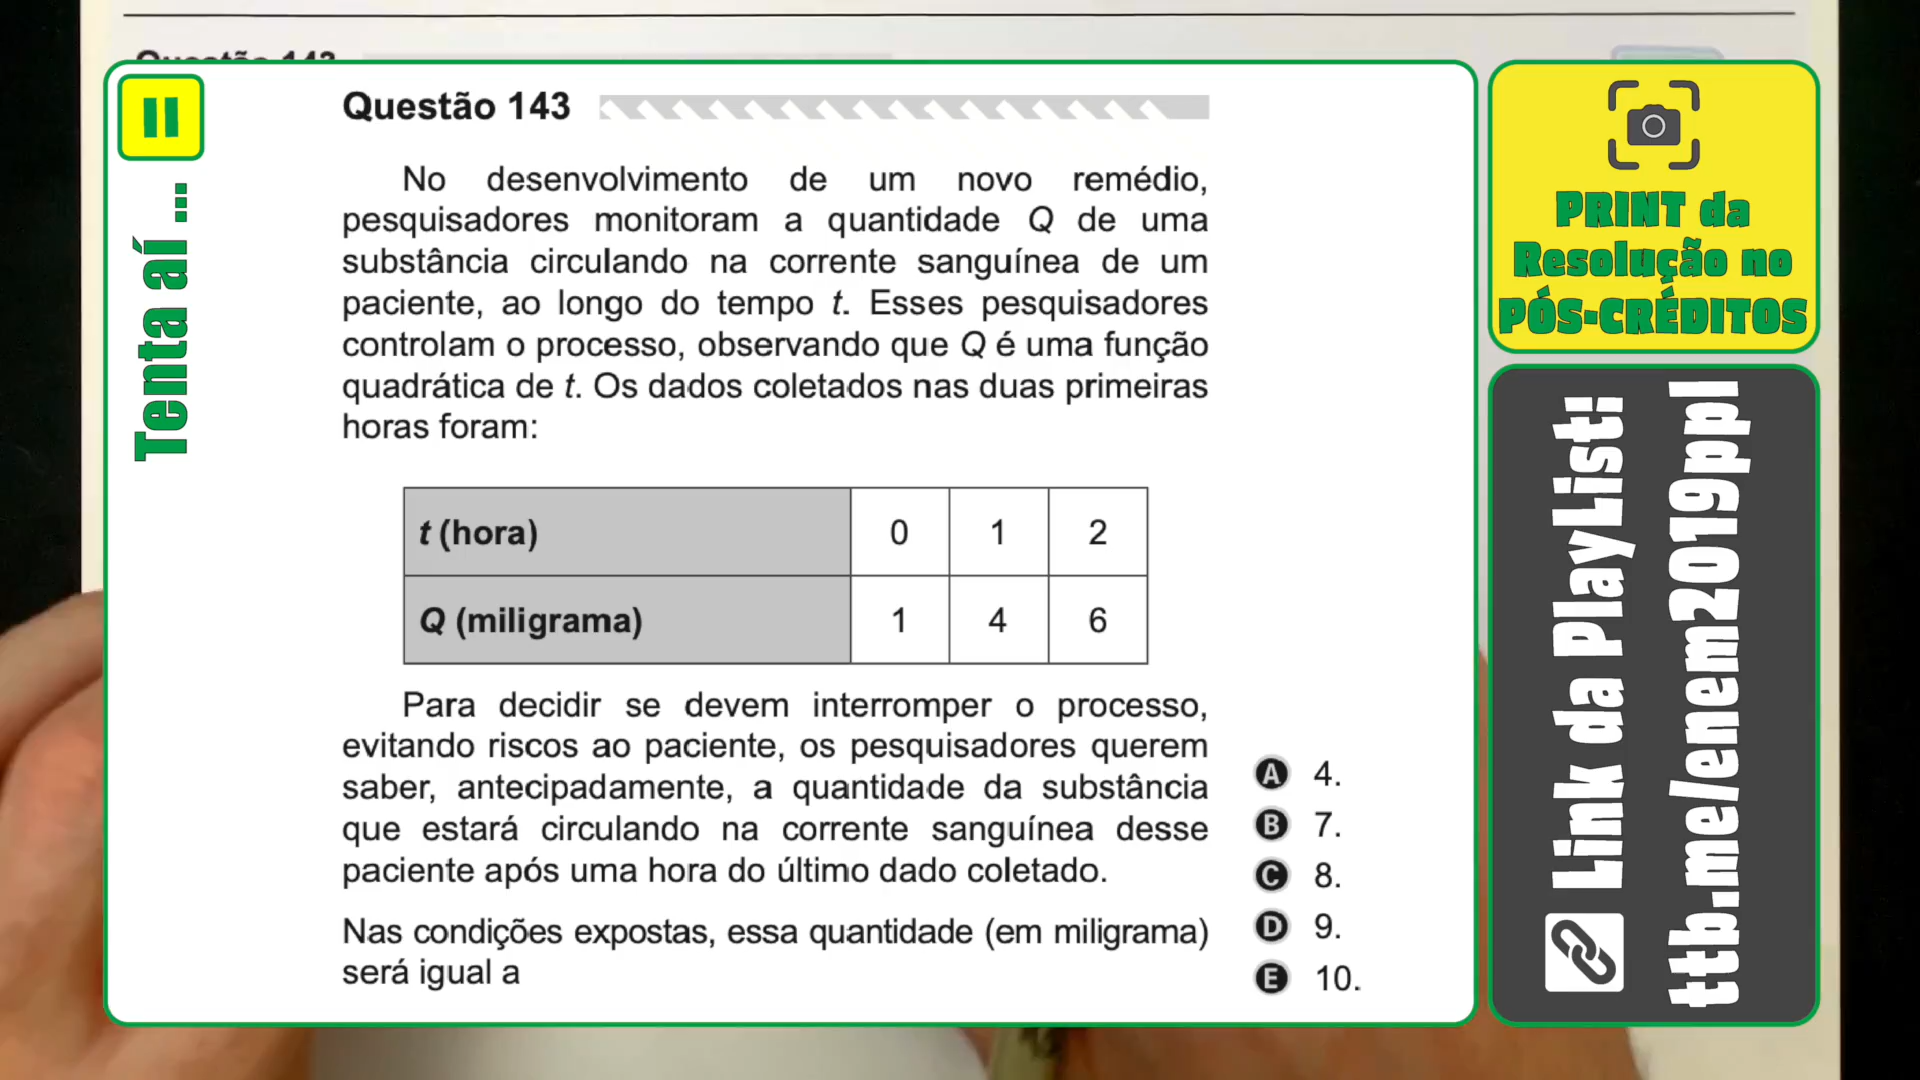 Questão 143
Tenta aí ...
Questão 143
No desenvolvimento de um novo remédio,
pesquisadores monitoram a quantidade Q de uma
substância circulando na corrente sanguínea de um
paciente, ao longo do tempo t. Esses pesquisadores
controlam o processo, observando que Q é uma função
quadrática de t. Os dados coletados nas duas primeiras
horas foram:
t (hora) 0 1 2
Q (miligrama) 1 4 6
Para decidir se devem interromper o processo,
evitando riscos ao paciente, os pesquisadores querem
saber, antecipadamente, a quantidade da substância
que estará circulando na corrente sanguínea desse
paciente após uma hora do último dado coletado.
Nas condições expostas, essa quantidade (em miligrama)
será igual a
A 4.
B 7.
C 8.
D 9.
E 10.
PRINT da
Resolução no
PÓS-CRÉDITOS
Link da PlayList:
ttb.me/enem2019ppl